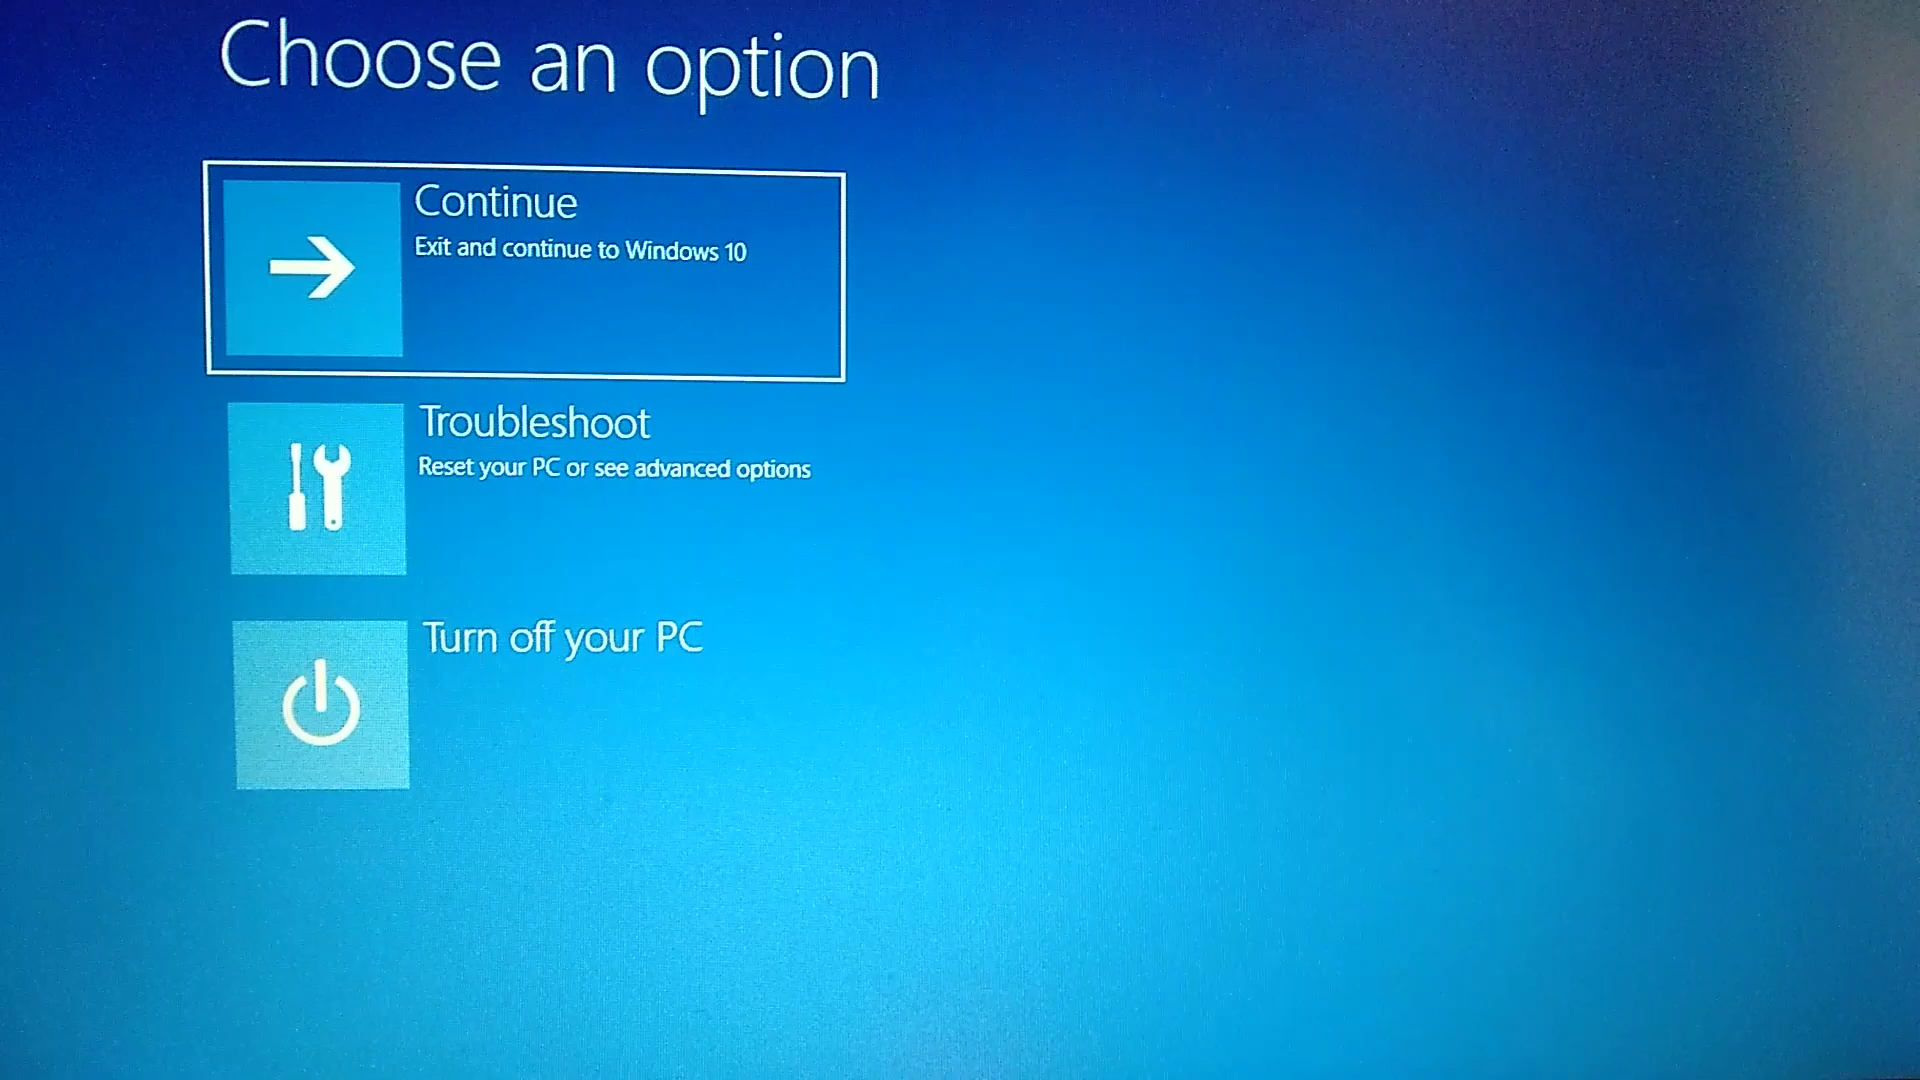 Choose an option
Continue
Exit and continue to Windows 10
Troubleshoot
Reset your PC or see advanced options
Turn off your PC